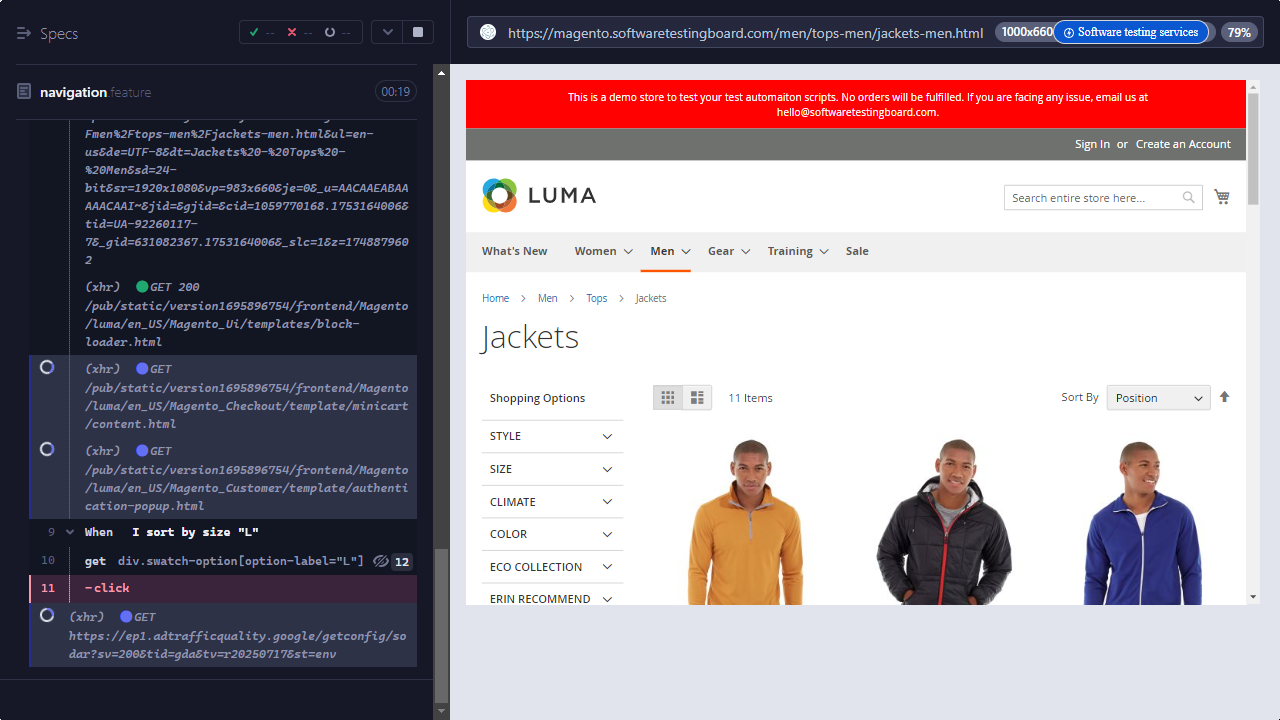 Specs
-- -- --
navigation.feature
00:19
Fmen%2Ftops-men%2Fjackets-men.html&ul=en-
us&de=UTF-8&dt=Jackets%20-%20Tops%20-
%20Men&sd=24-
bit&sr=1920x1080&vp=983x660&je=0&_u=AACAAEABAA
AAACAAI~&jid=&gjid=&cid=1059770168.1753164006&
tid=UA-92260117-
7&_gid=631082367.1753164006&_slc=1&z=174887960
2
(xhr) GET 200
/pub/static/version1695896754/frontend/Magento
/luma/en_US/Magento_Ui/templates/block-
loader.html
(xhr) GET
/pub/static/version1695896754/frontend/Magento
/luma/en_US/Magento_Checkout/template/minicart
/content.html
(xhr) GET
/pub/static/version1695896754/frontend/Magento
/luma/en_US/Magento_Customer/template/authenti
cation-popup.html
9 When I sort by size "L"
10 get div.swatch-option[option-label="L"] 12
11 -click
(xhr) GET
https://ep1.adtrafficquality.google/getconfig/so
dar?sv=200&tid=gda&tv=r20250717&st=env
https://magento.softwaretestingboard.com/men/tops-men/jackets-men.html
1000x660
Software testing services
79%
This is a demo store to test your test automaiton scripts. No orders will be fulfilled. If you are facing any issue, email us at
hello@softwaretestingboard.com.
Sign In or Create an Account
LUMA
Search entire store here...
What's New Women Men Gear Training Sale
Home Men Tops Jackets
Jackets
Shopping Options
11 Items
Sort By Position
STYLE
SIZE
CLIMATE
COLOR
ECO COLLECTION
ERIN RECOMMEND